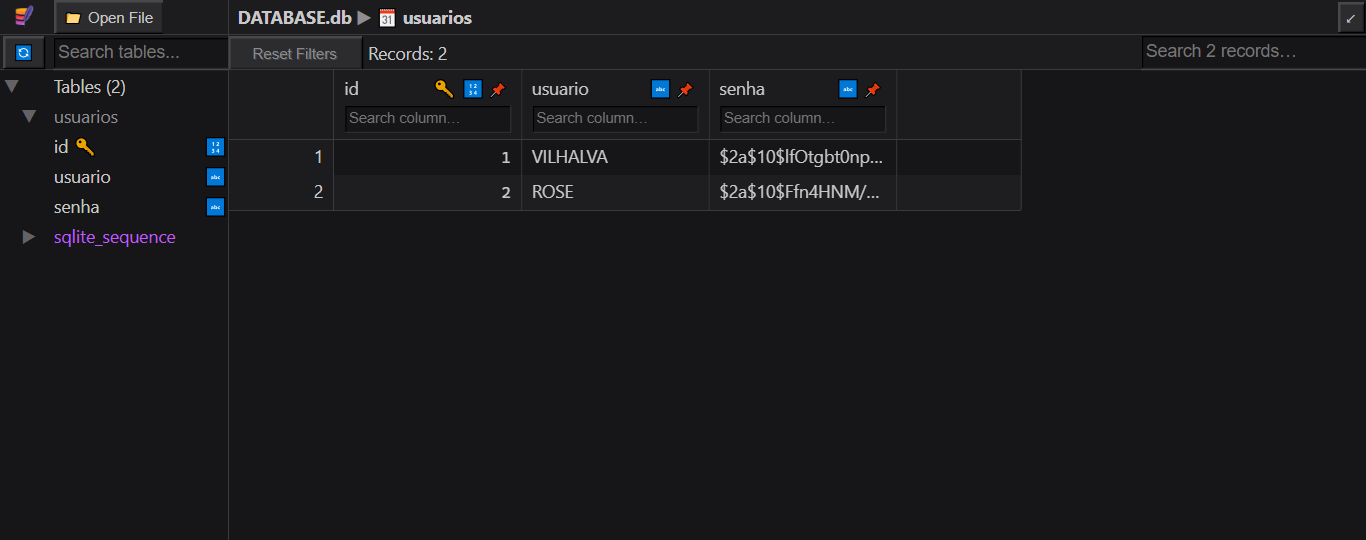 Open File
DATABASE.db ▶ usuarios
Search tables...
Reset Filters
Records: 2
Search 2 records...
Tables (2)
usuarios
id
usuario
senha
sqlite_sequence
id usuario senha
Search column... Search column... Search column...
1 1 VILHALVA $2a$10$lfOtgbt0np...
2 2 ROSE $2a$10$Ffn4HNM/...